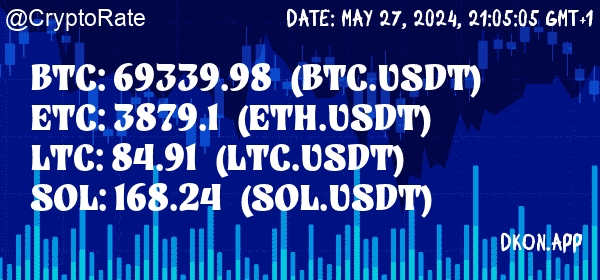 @CryptoRate
DATE: MAY 27, 2024, 21:05:05 GMT+1
BTC: 69339.98 (BTC.USDT)
ETC: 3879.1 (ETH.USDT)
LTC: 84.91 (LTC.USDT)
SOL: 168.24 (SOL.USDT)
DKON.APP